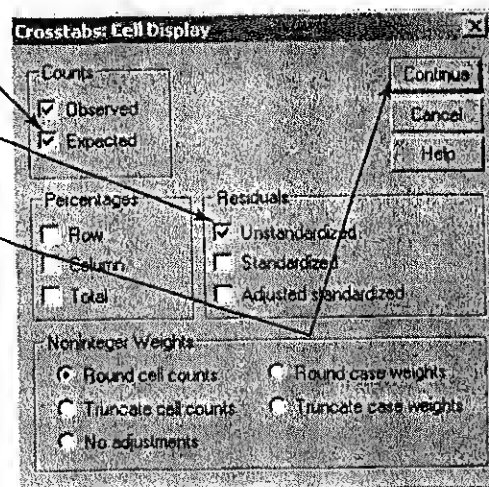 Crosstabs: Cell Display
Counts
Observed
Expected
Continue
Cancel
Help
Percentages
Row
Column
Total
Residuals
Unstandardized
Standardized
Adjusted standardized
Noninteger Weights
Round cell counts
Round case weights
Truncate cell counts
Truncate case weights
No adjustments